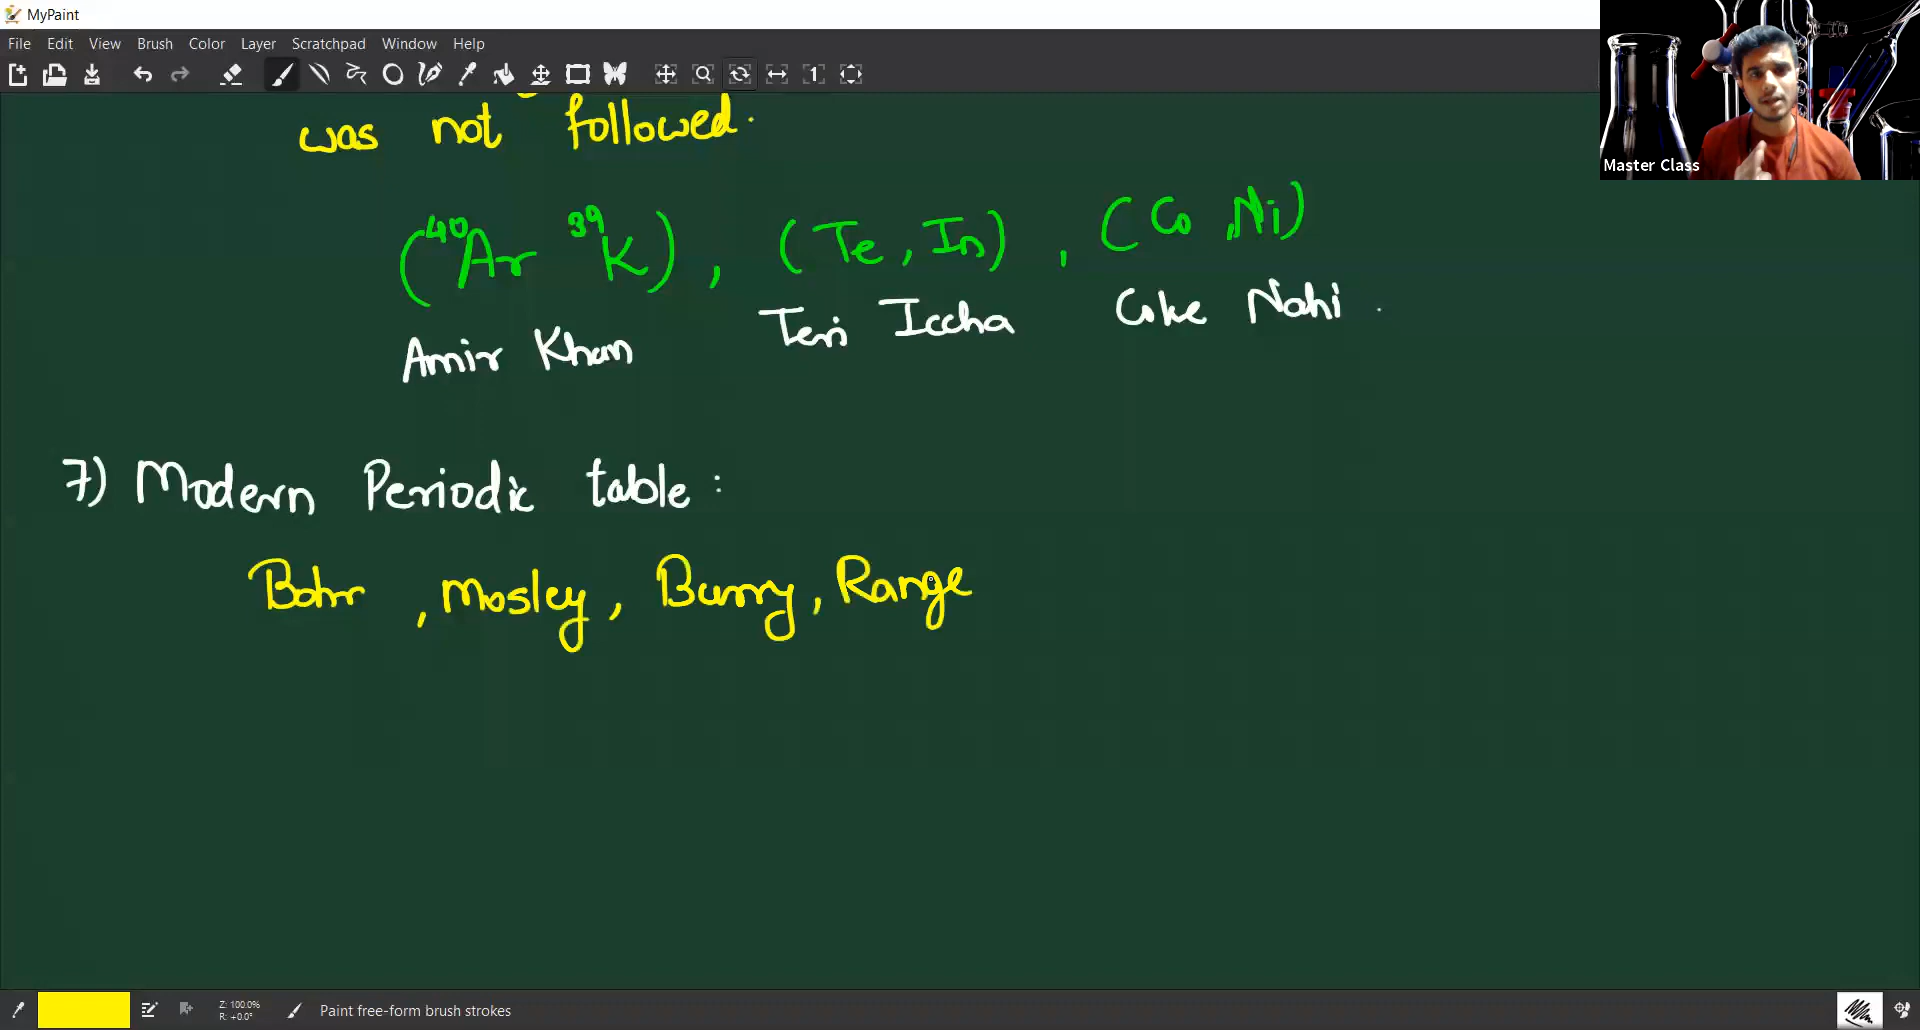 MyPaint
File Edit View Brush Color Layer Scratchpad Window Help
1
Master Class
was not followed.
(⁴⁰Ar ³⁹K) , (Te, In) , (Co, Ni)
Amir Khan Teri Iccha Coke Nahi .
7) Modern Periodic table :
Bohr , Mosley , Burry , Range
Z: 100.0%
R: +0.0°
Paint free-form brush strokes